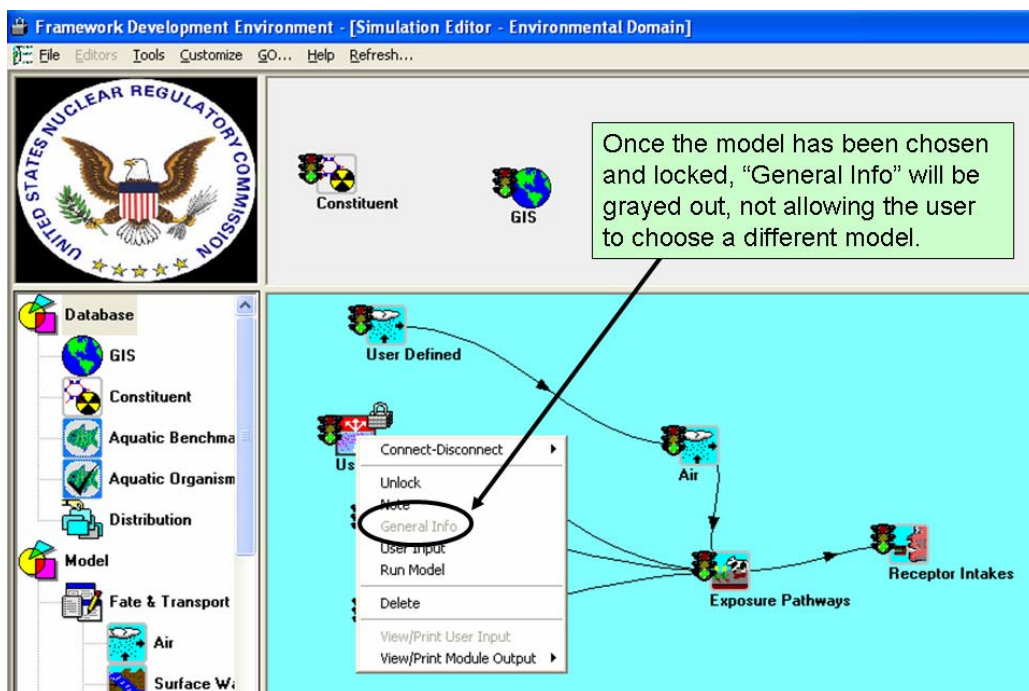 Framework Development Environment - [Simulation Editor - Environmental Domain]
File Editors Tools Customize GO... Help Refresh...
UNITED STATES NUCLEAR REGULATORY COMMISSION
Constituent
GIS
Once the model has been chosen
and locked, “General Info” will be
grayed out, not allowing the user
to choose a different model.
Database
GIS
Constituent
Aquatic Benchma
Aquatic Organism
Distribution
Model
Fate & Transport
Air
Surface Wa
User Defined
Us
Connect-Disconnect
Unlock
Note
General Info
User Input
Run Model
Delete
View/Print User Input
View/Print Module Output
Air
Exposure Pathways
Receptor Intakes